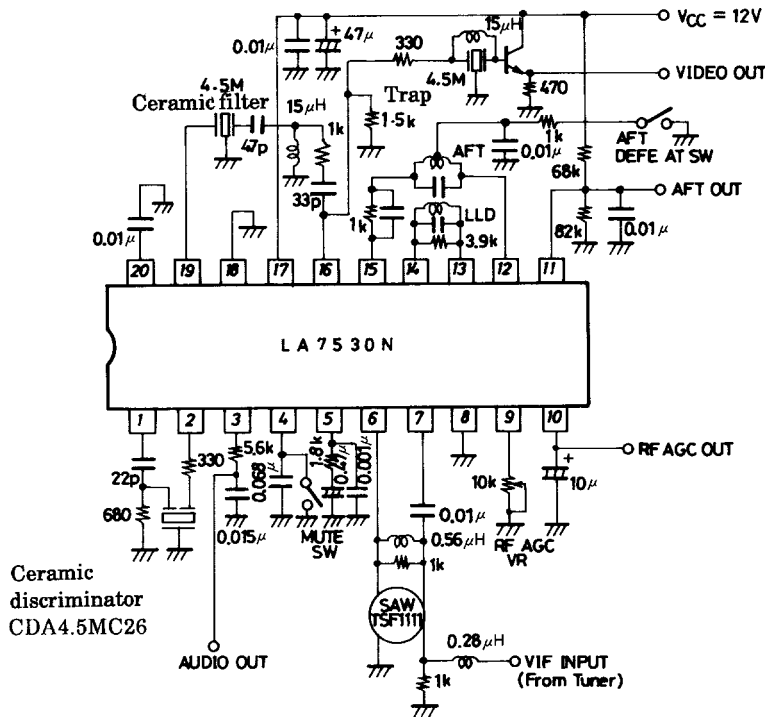 15μH
VCC = 12V
0.01μ
47μ
330
4.5M
470
VIDEO OUT
4.5M
Ceramic filter
Trap
15μH
1k
1.5k
47p
33p
AFT
0.01μ
1k
AFT
DEFEAT SW
68k
AFT OUT
82k
0.01μ
0.01μ
1k
LLD
3.9k
20
19
18
17
16
15
14
13
12
11
LA7530N
1
2
3
4
5
6
7
8
9
10
22p
330
5.6k
0.068μ
1.8k
0.47μ
0.001μ
RF AGC OUT
+
10μ
10k
680
0.015μ
MUTE
SW
0.01μ
0.56μH
1k
RF AGC
VR
Ceramic
discriminator
CDA4.5MC26
SAW
TSF1111
AUDIO OUT
0.28μH
1k
VIF INPUT
(From Tuner)